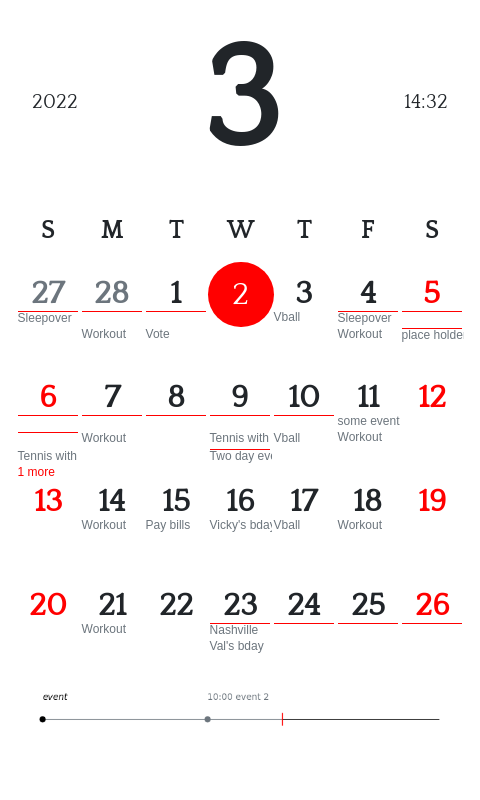 3
2022 14:32
S M T W T F S
27 28 1 2 3 4 5
Sleepover Vball Sleepover
Workout Vote Workout place holde
6 7 8 9 10 11 12
some event
Workout Tennis with Vball Workout
Tennis with Two day eve
1 more
13 14 15 16 17 18 19
Workout Pay bills Vicky's bday Vball Workout
20 21 22 23 24 25 26
Workout Nashville
Val's bday
event 10:00 event 2